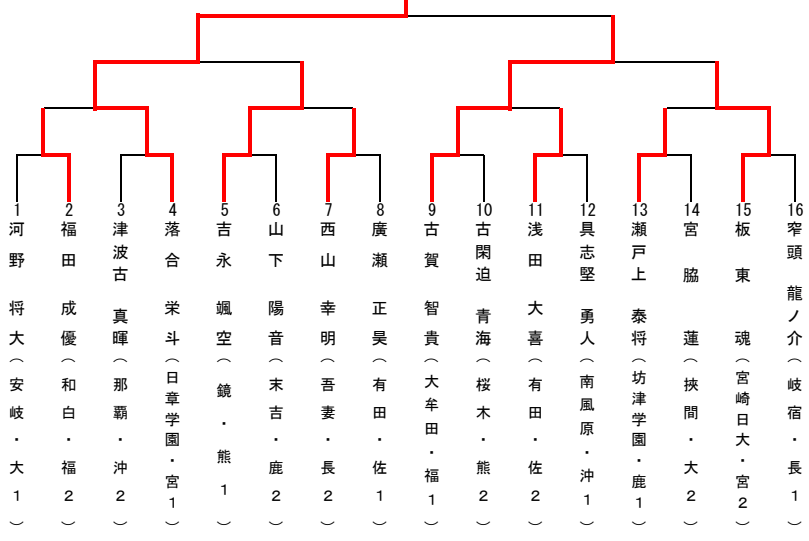 1 河野 将大（安岐・大1）
2 福田 成優（和白・福2）
3 津波古 真暉（那覇・沖2）
4 落合 栄斗（日章学園・宮1）
5 吉永 颯空（鏡・熊1）
6 山下 陽音（末吉・鹿2）
7 西山 幸明（吾妻・長2）
8 廣瀬 正昊（有田・佐1）
9 古賀 智貴（大牟田・福1）
10 古閑迫 青海（桜木・熊2）
11 浅田 大喜（有田・佐2）
12 具志堅 勇人（南風原・沖1）
13 瀬戸上 泰将（坊津学園・鹿1）
14 宮脇 蓮（挾間・大2）
15 板東 魂（宮崎日大・宮2）
16 窄頭 龍ノ介（岐宿・長1）